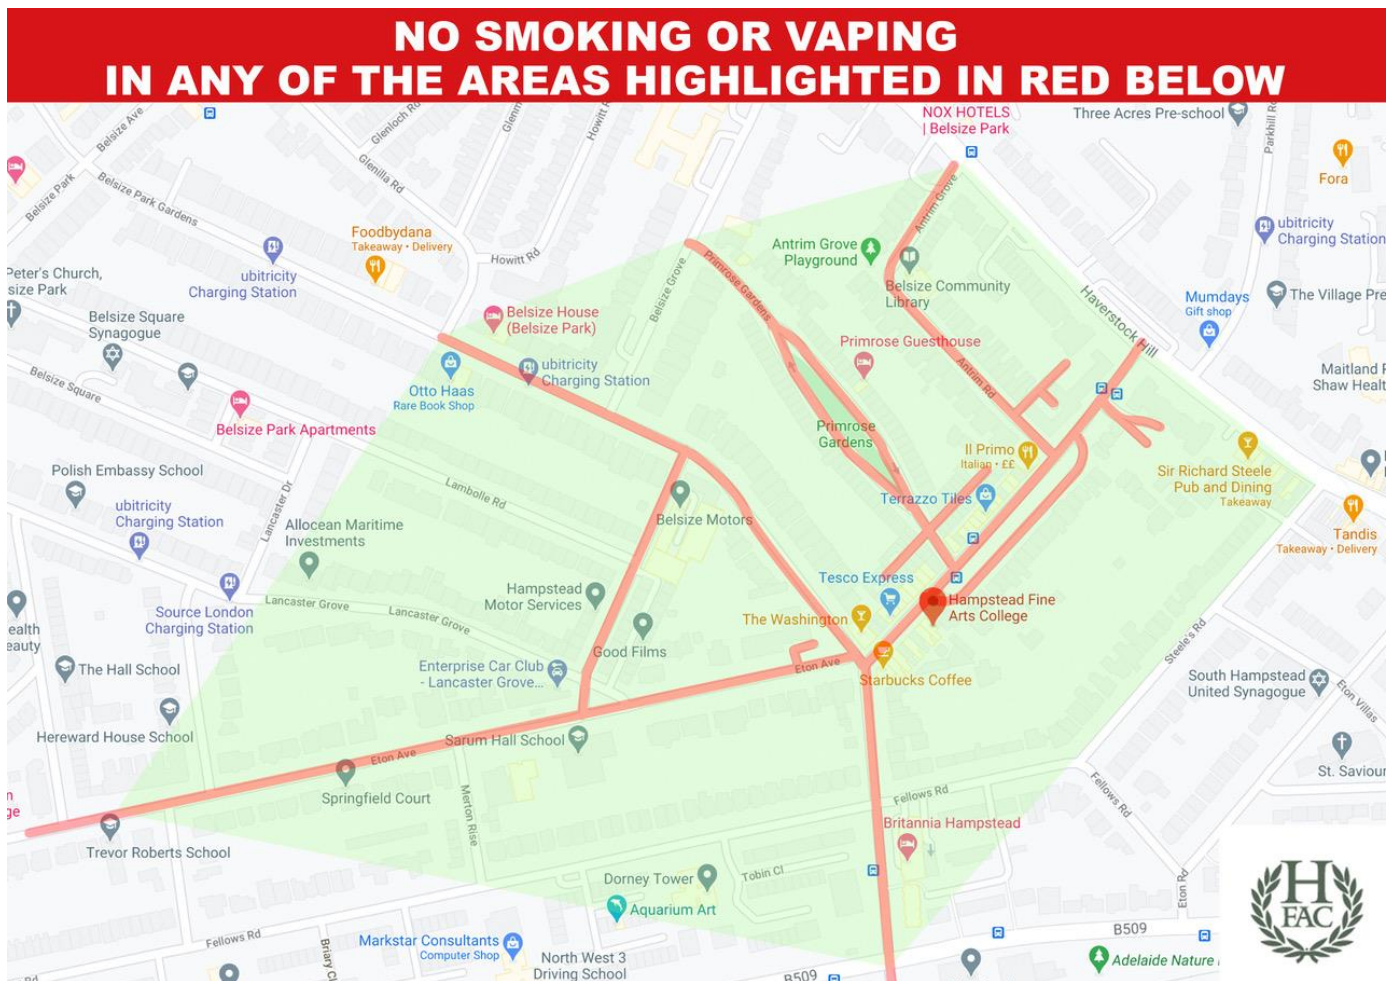 NO SMOKING OR VAPING
IN ANY OF THE AREAS HIGHLIGHTED IN RED BELOW
NOX HOTELS
| Belsize Park
Three Acres Pre-school
Parkhill Rd
Belsize Ave
Glenloch Rd
Glenilla Rd
Fora
Belsize Park
Belsize Park Gardens
Antrim Grove
Foodbydana
Takeaway • Delivery
Howitt Rd
Antrim Grove
Playground
ubitricity
Charging Station
ubitricity
Charging Station
Primrose Gardens
Belsize Grove
Belsize Community
Library
Haverstock Hill
Mumdays
Gift shop
The Village Pre
Peter's Church,
size Park
Belsize Square
Synagogue
Belsize House
(Belsize Park)
Primrose Guesthouse
ubitricity
Charging Station
Antrim Rd
Maitland
Shaw Healt
Belsize Square
Otto Haas
Rare Book Shop
Belsize Park Apartments
Primrose
Gardens
Il Primo
Italian • ££
Sir Richard Steele
Pub and Dining
Takeaway
Polish Embassy School
Lambolle Rd
Lancaster Dr
Terrazzo Tiles
ubitricity
Charging Station
Allocean Maritime
Investments
Belsize Motors
Tandis
Takeaway • Delivery
Tesco Express
Hampstead
Motor Services
Hampstead Fine
Arts College
Source London
Charging Station
Lancaster Grove
Lancaster Grove
The Washington
ealth
eauty
Good Films
Steele's Rd
The Hall School
Enterprise Car Club
- Lancaster Grove...
Eton Ave
Starbucks Coffee
South Hampstead
United Synagogue
Eton Villas
Hereward House School
Sarum Hall School
Eton Ave
St. Saviour
Springfield Court
Merton Rise
Fellows Rd
Fellows Rd
n
ge
Trevor Roberts School
Britannia Hampstead
Dorney Tower
Tobin Cl
Eton Rd
Aquarium Art
H
FAC
Fellows Rd
Markstar Consultants
Computer Shop
Briary Cl
North West 3
Driving School
B509
B509
Adelaide Nature